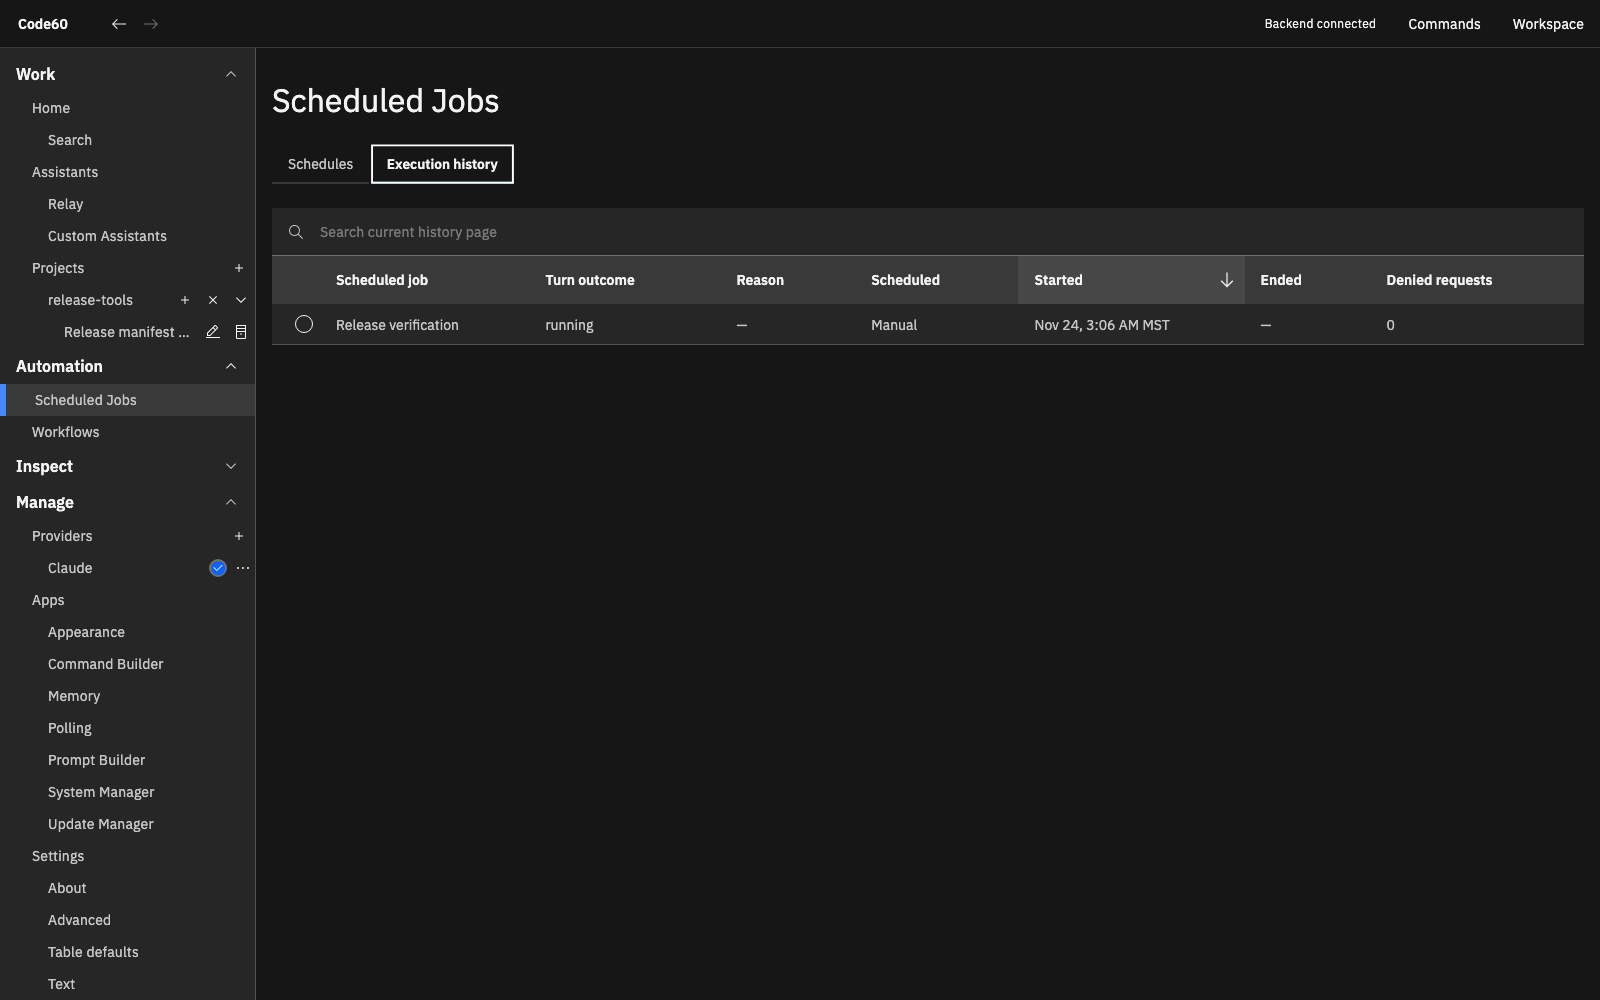 Code60
Backend connected
Commands
Workspace
Work
Home
Search
Assistants
Relay
Custom Assistants
Projects
release-tools
Release manifest ...
Automation
Scheduled Jobs
Workflows
Inspect
Manage
Providers
Claude
Apps
Appearance
Command Builder
Memory
Polling
Prompt Builder
System Manager
Update Manager
Settings
About
Advanced
Table defaults
Text
Scheduled Jobs
Schedules
Execution history
Search current history page
Scheduled job Turn outcome Reason Scheduled Started Ended Denied requests
Release verification running — Manual Nov 24, 3:06 AM MST — 0